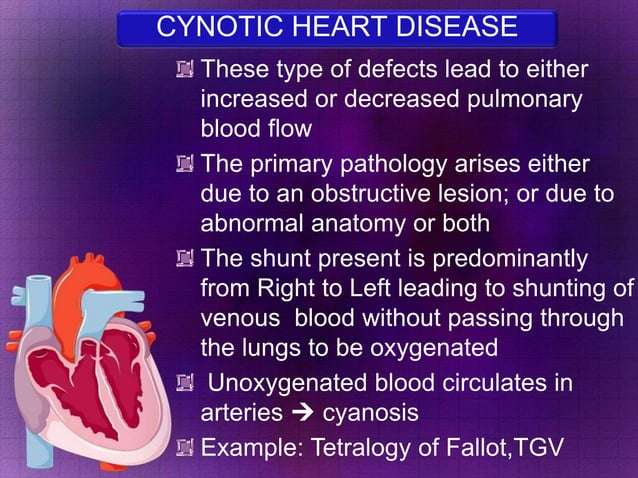 CYNOTIC HEART DISEASE
These type of defects lead to either
increased or decreased pulmonary
blood flow
The primary pathology arises either
due to an obstructive lesion; or due to
abnormal anatomy or both
The shunt present is predominantly
from Right to Left leading to shunting of
venous blood without passing through
the lungs to be oxygenated
Unoxygenated blood circulates in
arteries ➔ cyanosis
Example: Tetralogy of Fallot,TGV